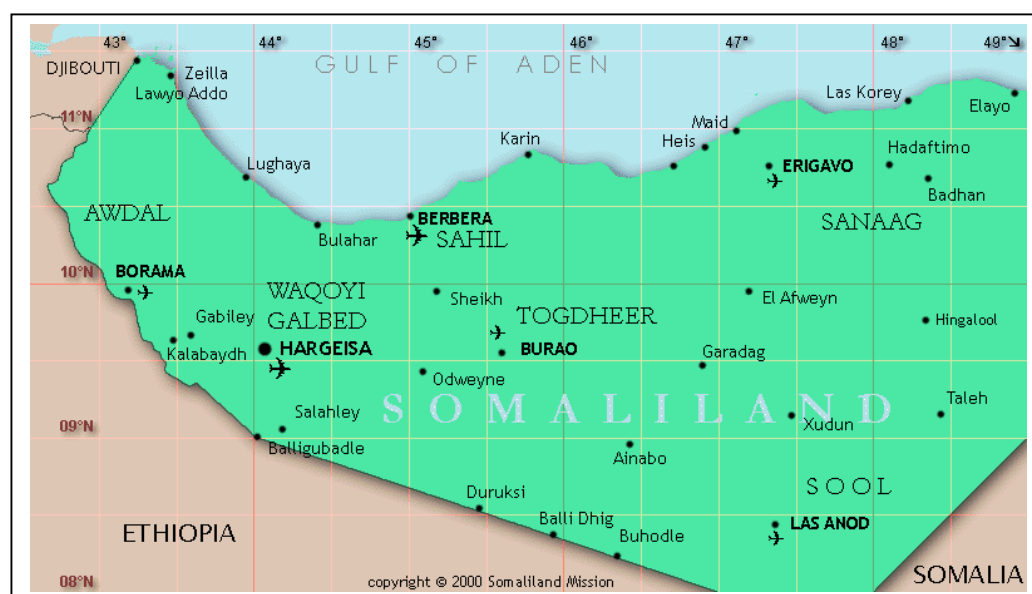 43° 44° 45° 46° 47° 48° 49°
DJIBOUTI
Zeilla
Lawyo Addo
GULF OF ADEN
Las Korey
Elayo
11°N
Maid
Karin
Heis
Hadaftimo
Lughaya
ERIGAVO
Badhan
AWDAL
BERBERA
SANAAG
Bulahar
SAHIL
10°N
BORAMA
WAQOYI
GALBED
Sheikh
El Afweyn
TOGDHEER
Gabiley
Hingalool
Kalabaydh
HARGEISA
BURAO
Garadag
Odweyne
SOMALILAND
Taleh
Salahley
Xudun
09°N
Balligubadle
Ainabo
SOOL
Duruksi
Balli Dhig
LAS ANOD
ETHIOPIA
Buhodle
08°N
copyright © 2000 Somaliland Mission
SOMALIA